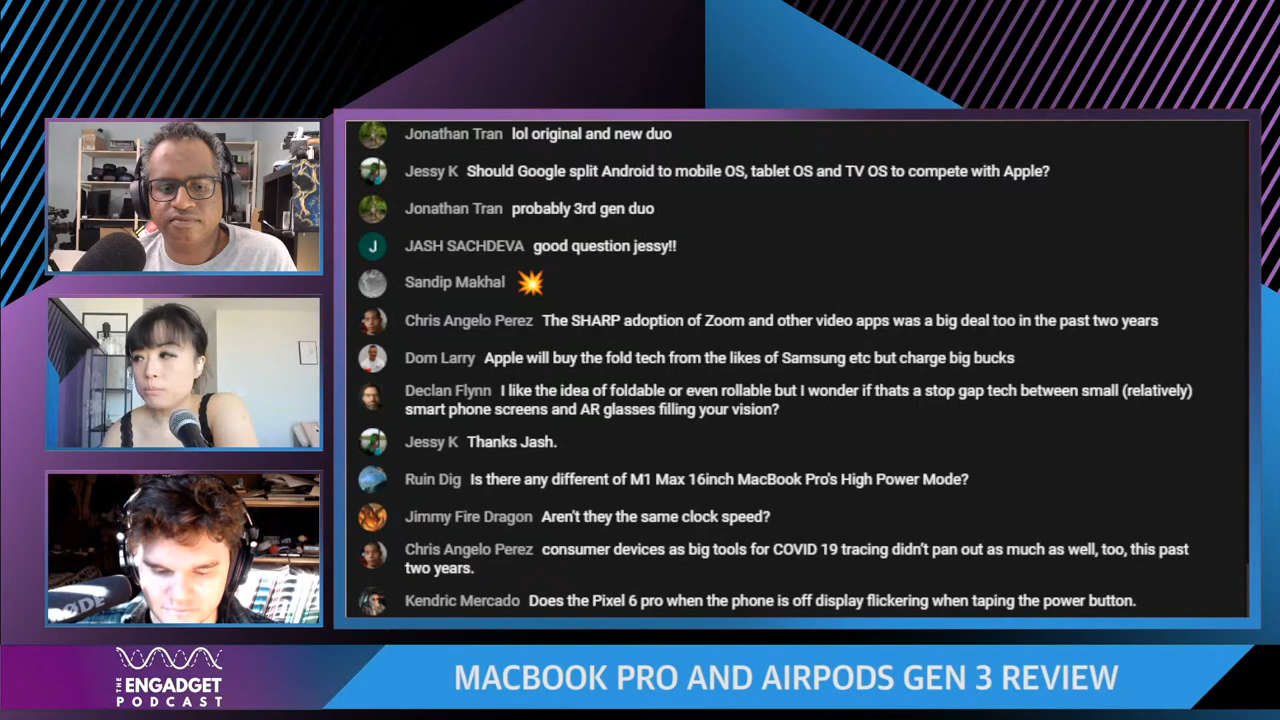 Jonathan Tran lol original and new duo
Jessy K Should Google split Android to mobile OS, tablet OS and TV OS to compete with Apple?
Jonathan Tran probably 3rd gen duo
J JASH SACHDEVA good question jessy!!
Sandip Makhal 💥
Chris Angelo Perez The SHARP adoption of Zoom and other video apps was a big deal too in the past two years
Dom Larry Apple will buy the fold tech from the likes of Samsung etc but charge big bucks
Declan Flynn I like the idea of foldable or even rollable but I wonder if thats a stop gap tech between small (relatively)
smart phone screens and AR glasses filling your vision?
Jessy K Thanks Jash.
Ruin Dig Is there any different of M1 Max 16inch MacBook Pro's High Power Mode?
Jimmy Fire Dragon Aren't they the same clock speed?
Chris Angelo Perez consumer devices as big tools for COVID 19 tracing didn't pan out as much as well, too, this past
two years.
Kendric Mercado Does the Pixel 6 pro when the phone is off display flickering when taping the power button.
RØDE
THE
ENGADGET
PODCAST
MACBOOK PRO AND AIRPODS GEN 3 REVIEW